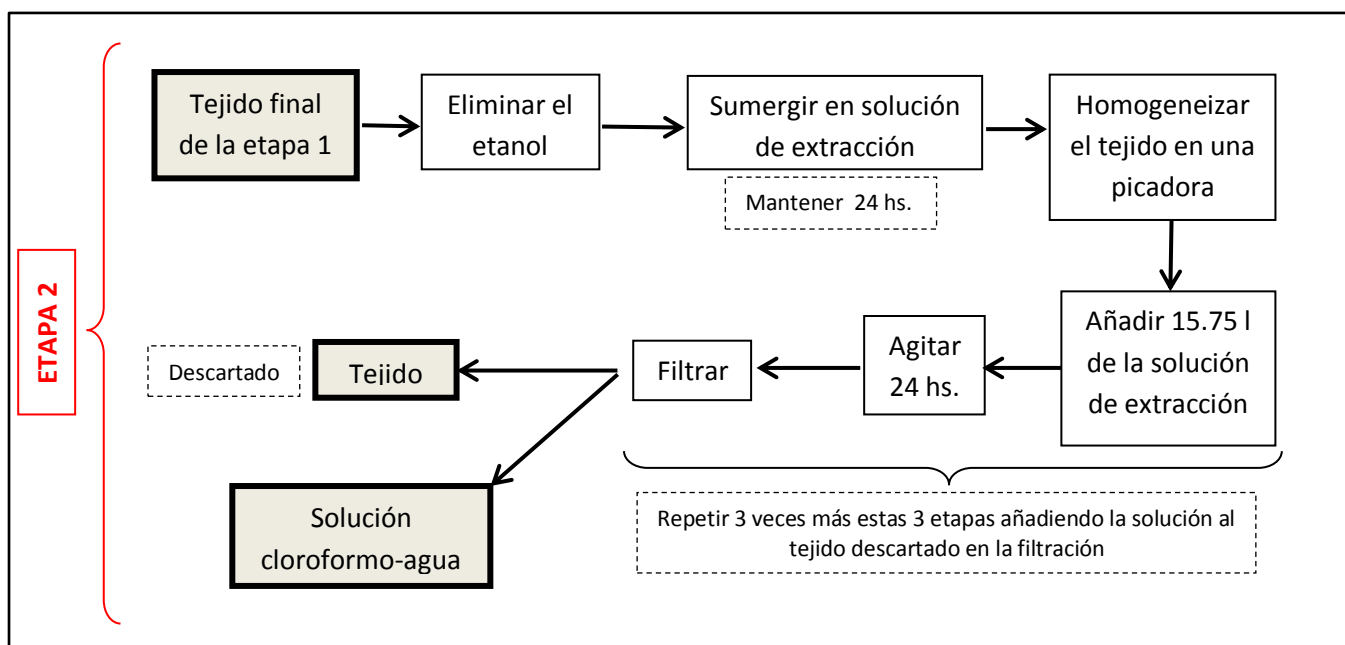 ETAPA 2
Tejido final
de la etapa 1
Eliminar el
etanol
Sumergir en solución
de extracción
Mantener 24 hs.
Homogeneizar
el tejido en una
picadora
Añadir 15.75 l
de la solución
de extracción
Agitar
24 hs.
Filtrar
Tejido
Descartado
Solución
cloroformo-agua
Repetir 3 veces más estas 3 etapas añadiendo la solución al
tejido descartado en la filtración